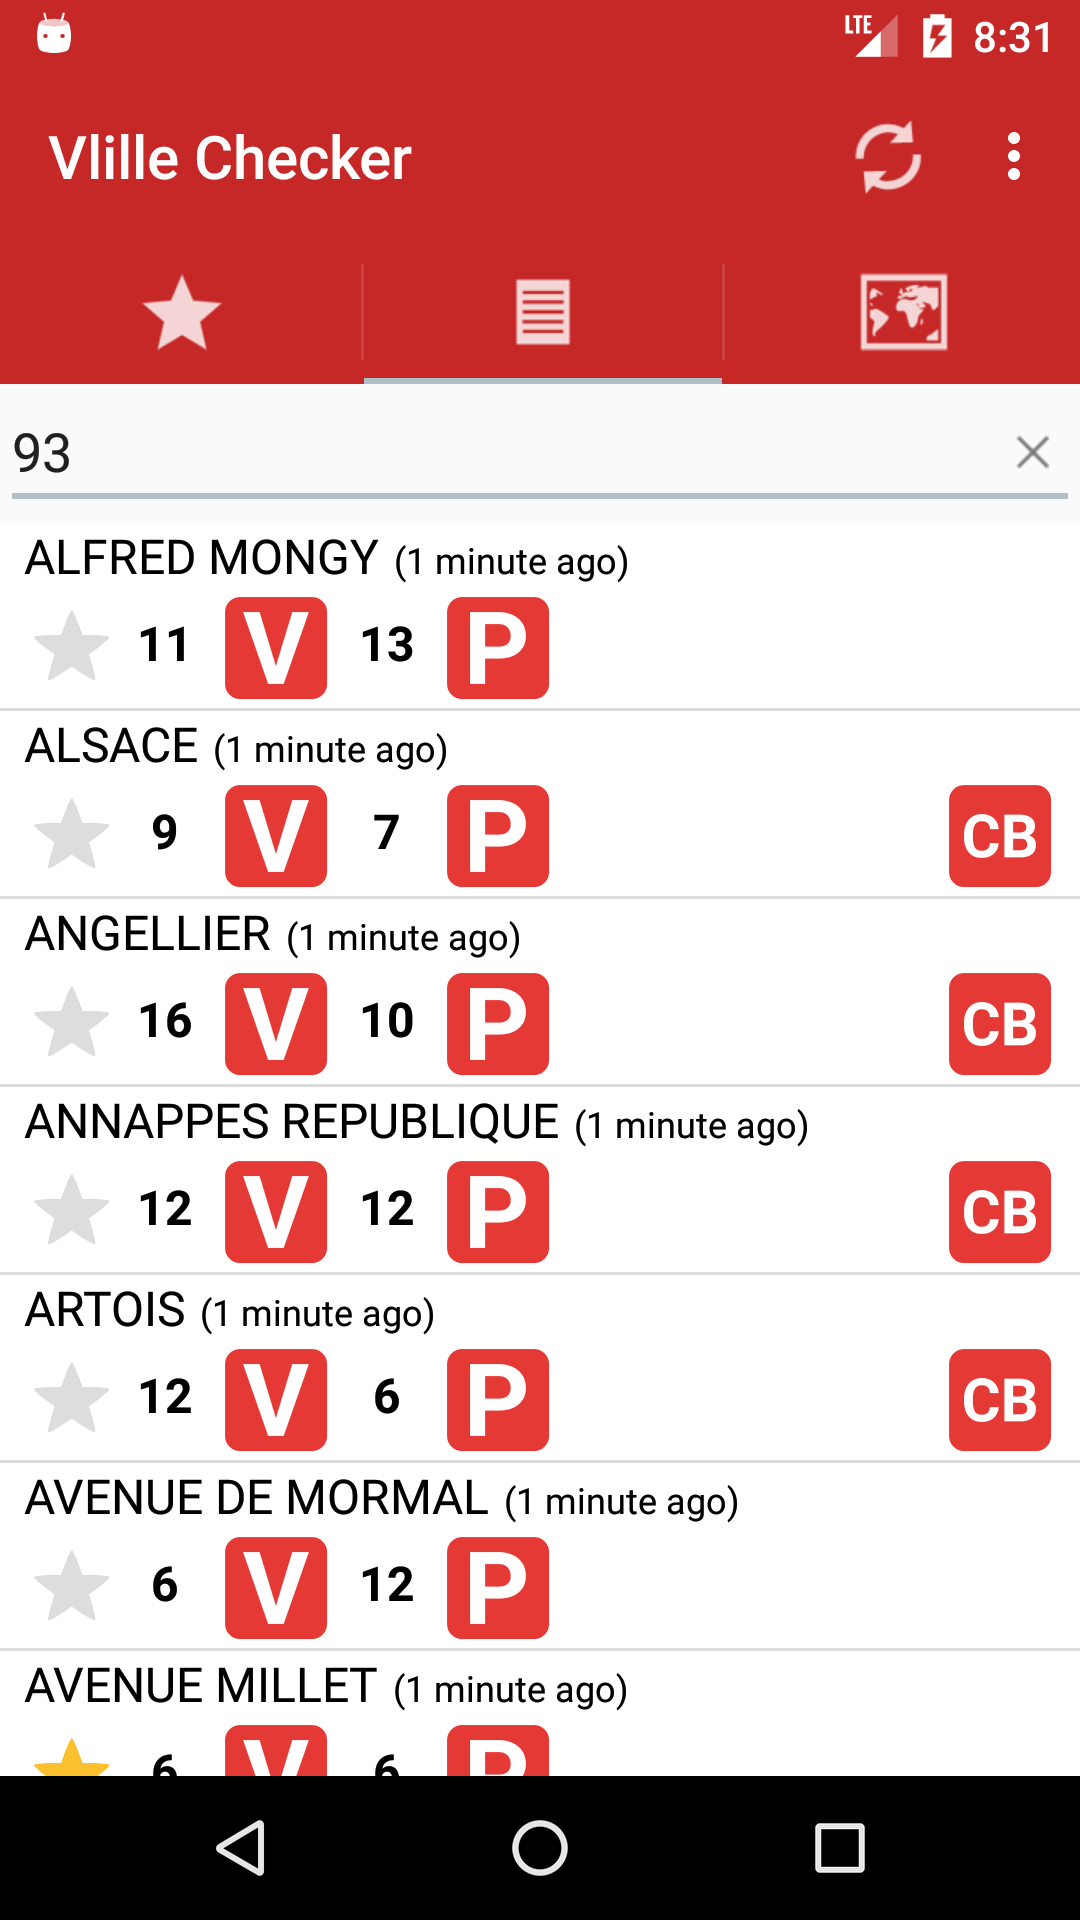 LTE 8:31
Vlille Checker
93
ALFRED MONGY (1 minute ago)
11 V 13 P
ALSACE (1 minute ago)
9 V 7 P CB
ANGELLIER (1 minute ago)
16 V 10 P CB
ANNAPPES REPUBLIQUE (1 minute ago)
12 V 12 P CB
ARTOIS (1 minute ago)
12 V 6 P CB
AVENUE DE MORMAL (1 minute ago)
6 V 12 P
AVENUE MILLET (1 minute ago)
6 V 6 P